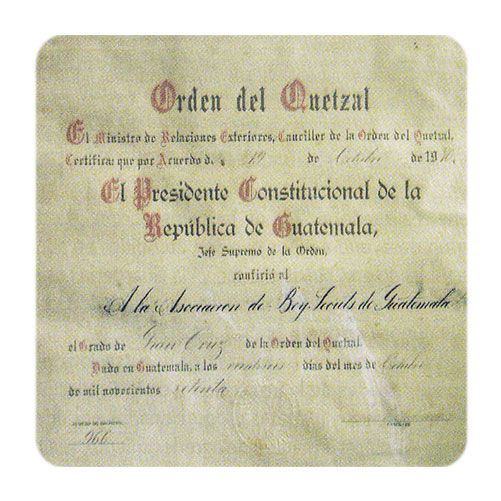 Orden del Quetzal
El Ministro de Relaciones Exteriores, Canciller de la Orden del Quetzal,
Certifica: que por Acuerdo d. 19 de Octubre de 19
El Presidente Constitucional de la
República de Guatemala,
Jefe Supremo de la Orden,
confirió al
A la Asociacion de Boy Scouts de Guatemala
el Grado de Gran Cruz de la Orden del Quetzal.
Dado en Guatemala, a los días del mes de Octubre
de mil novecientos setenta
966